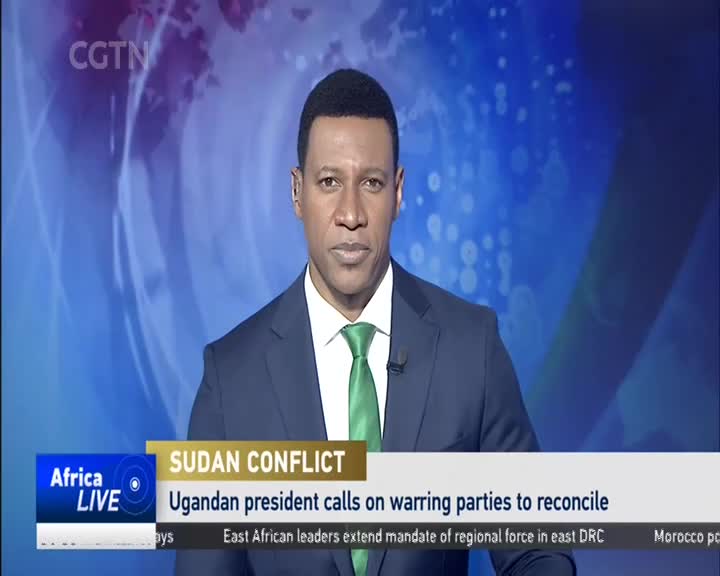 CGTN
SUDAN CONFLICT
Africa
LIVE
Ugandan president calls on warring parties to reconcile
East African leaders extend mandate of regional force in east DRC
Morocco